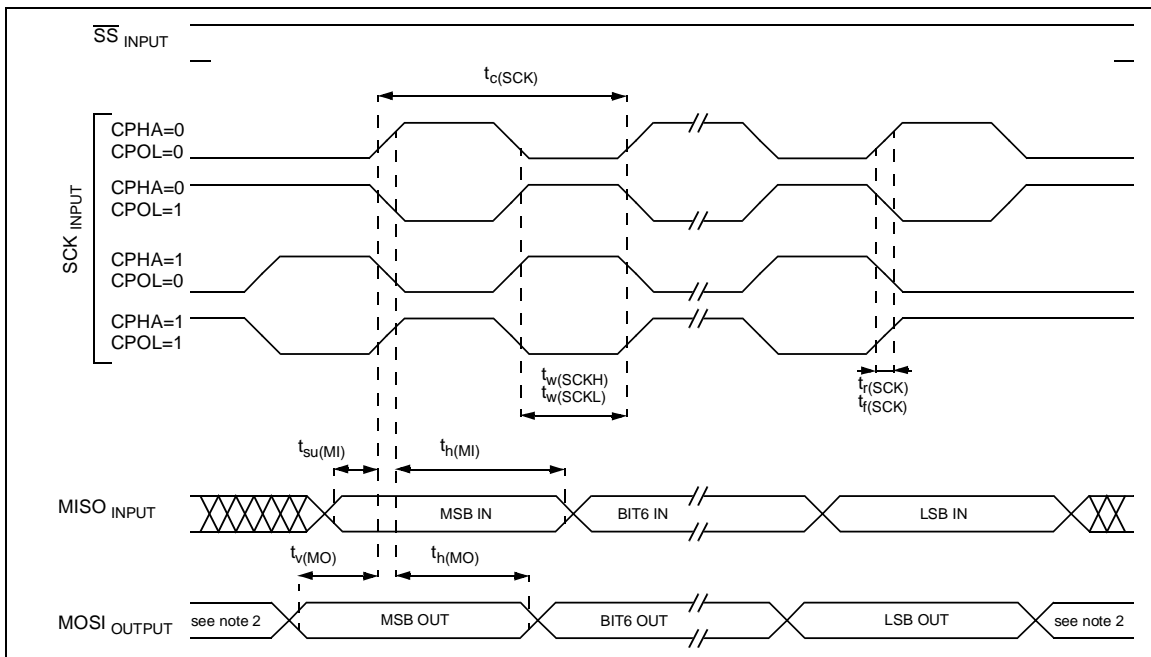 SS INPUT
tc(SCK)
SCK INPUT
CPHA=0
CPOL=0
CPHA=0
CPOL=1
CPHA=1
CPOL=0
CPHA=1
CPOL=1
tw(SCKH)
tw(SCKL)
tr(SCK)
tf(SCK)
tsu(MI)
th(MI)
MISO INPUT
MSB IN
BIT6 IN
LSB IN
tv(MO)
th(MO)
MOSI OUTPUT
see note 2
MSB OUT
BIT6 OUT
LSB OUT
see note 2